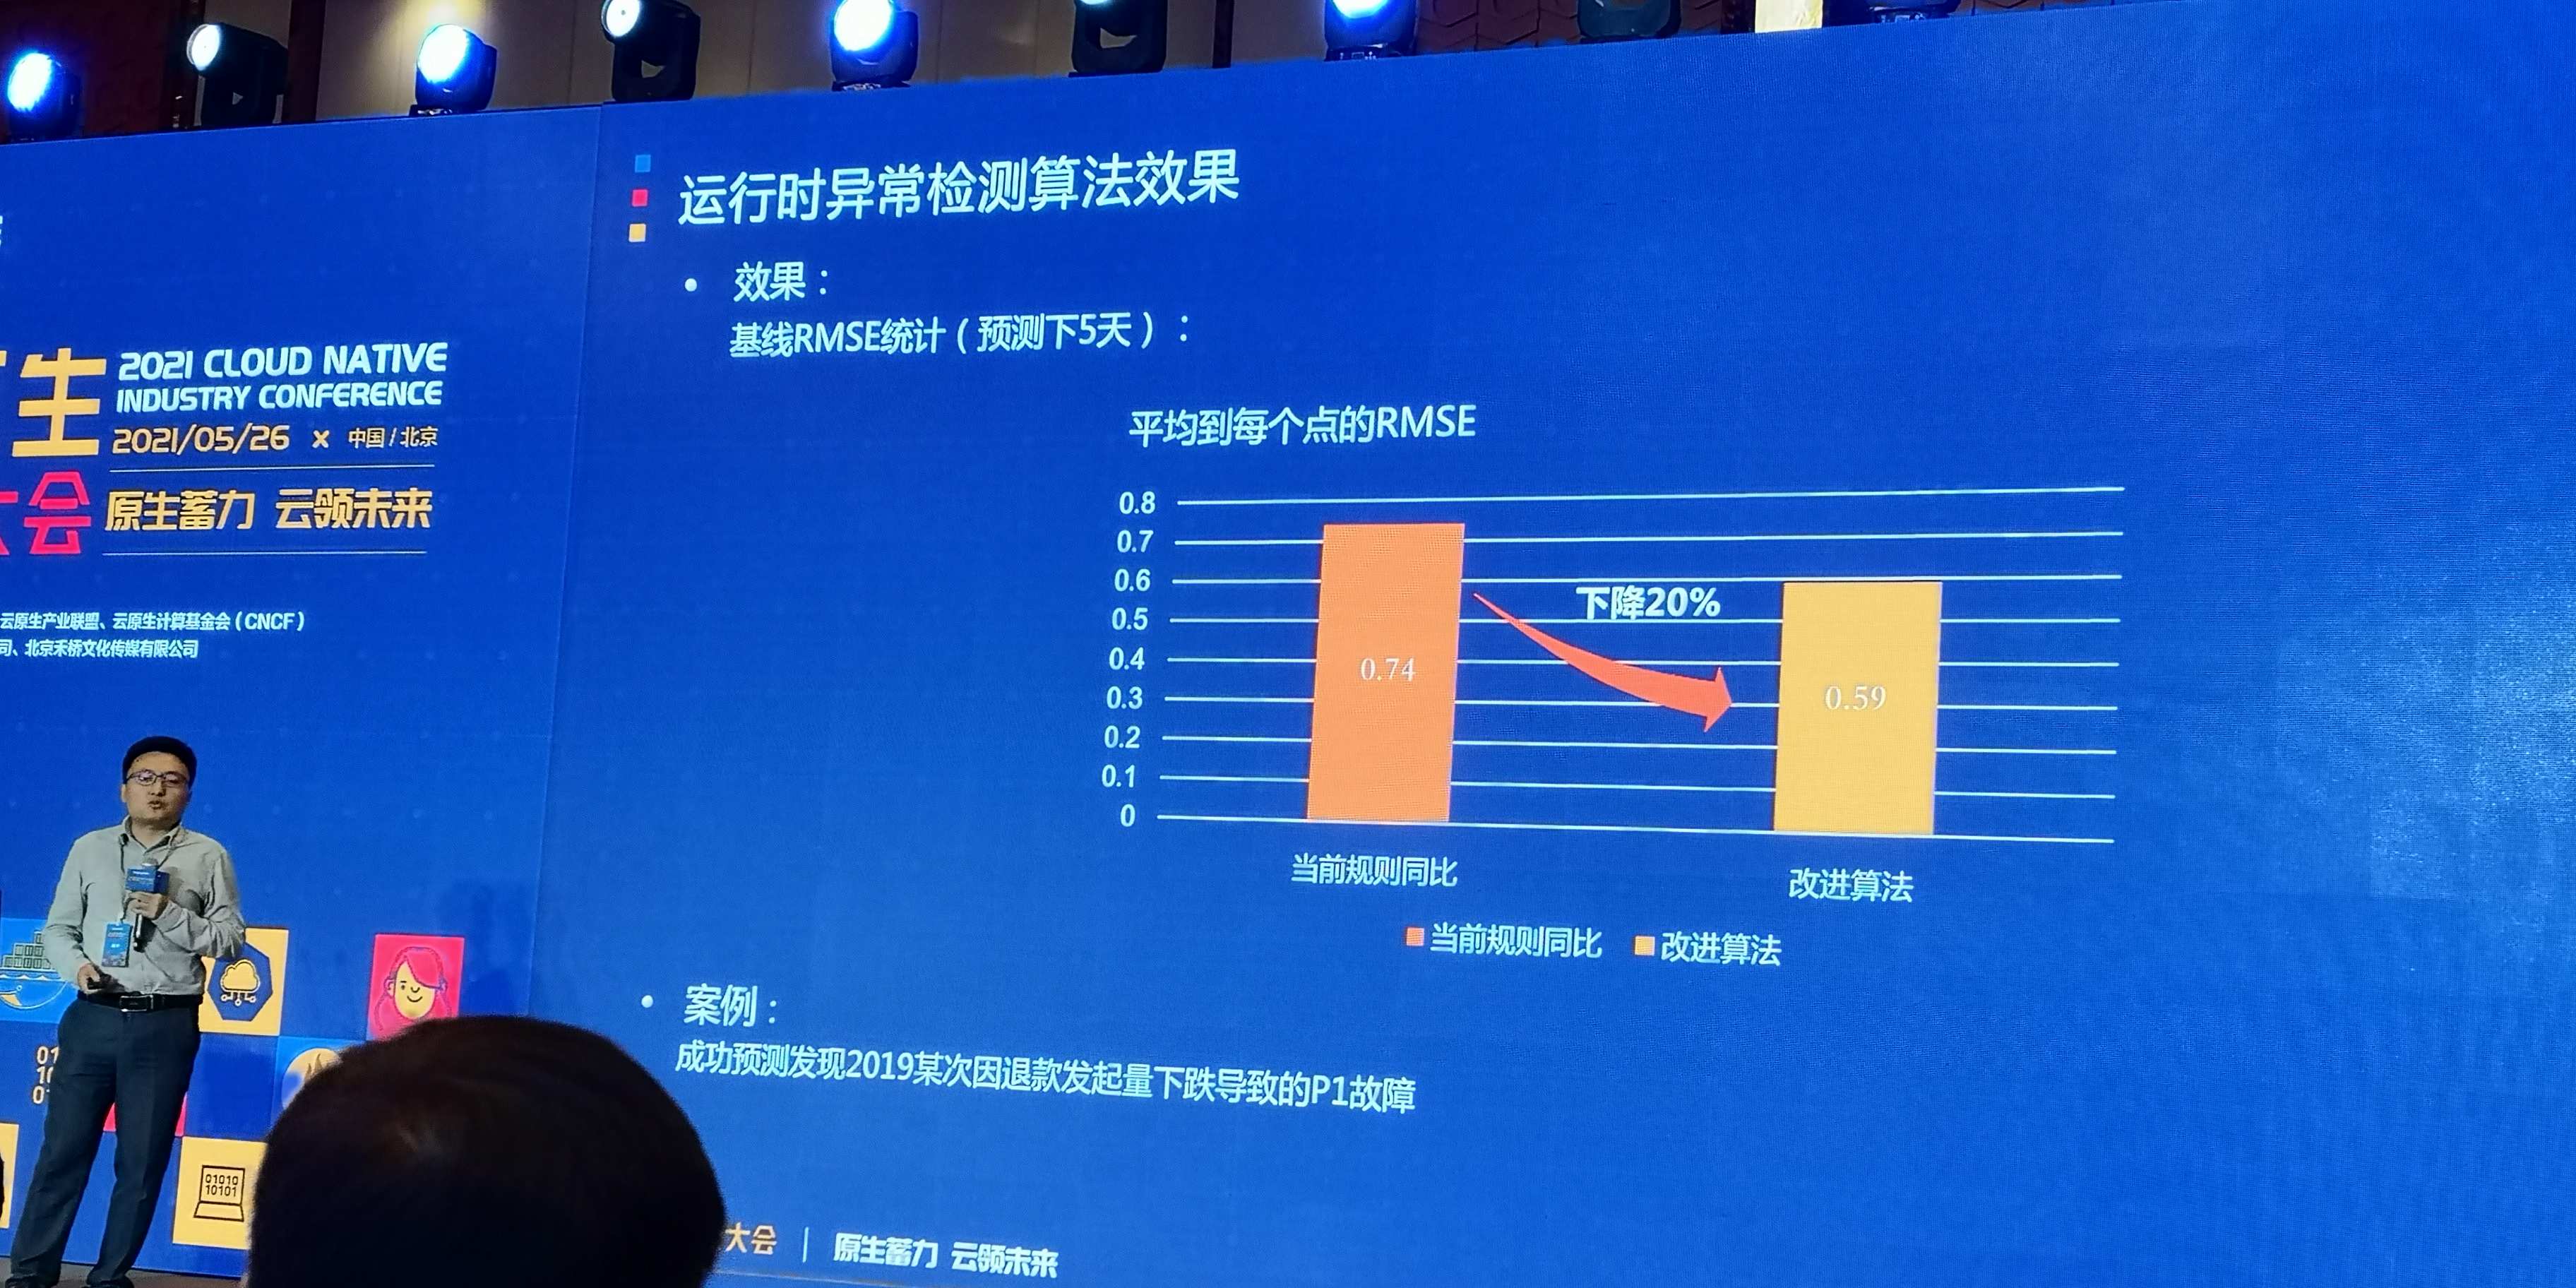 生
2021 CLOUD NATIVE
INDUSTRY CONFERENCE
2021/05/26 x 中国/北京
大会
原生蓄力 云领未来
云原生产业联盟、云原生计算基金会(CNCF)
司、北京禾桥文化传媒有限公司
运行时异常检测算法效果
• 效果:
基线RMSE统计(预测下5天):
平均到每个点的RMSE
0.8
0.7
0.6
0.5
0.4
0.3
0.2
0.1
0
下降20%
0.74
0.59
当前规则同比
改进算法
当前规则同比 改进算法
• 案例:
成功预测发现2019某次因退款发起量下跌导致的P1故障
01010
10101
大会 | 原生蓄力 云领未来